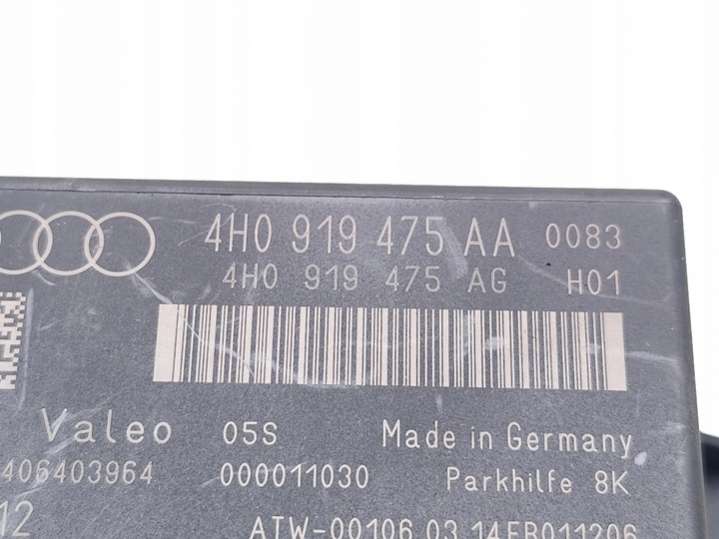 4H0 919 475 AA 0083
4H0 919 475 AG H01
Valeo 05S Made in Germany
406403964 000011030 Parkhilfe 8K
12 ATW-00106 03.14FB011206